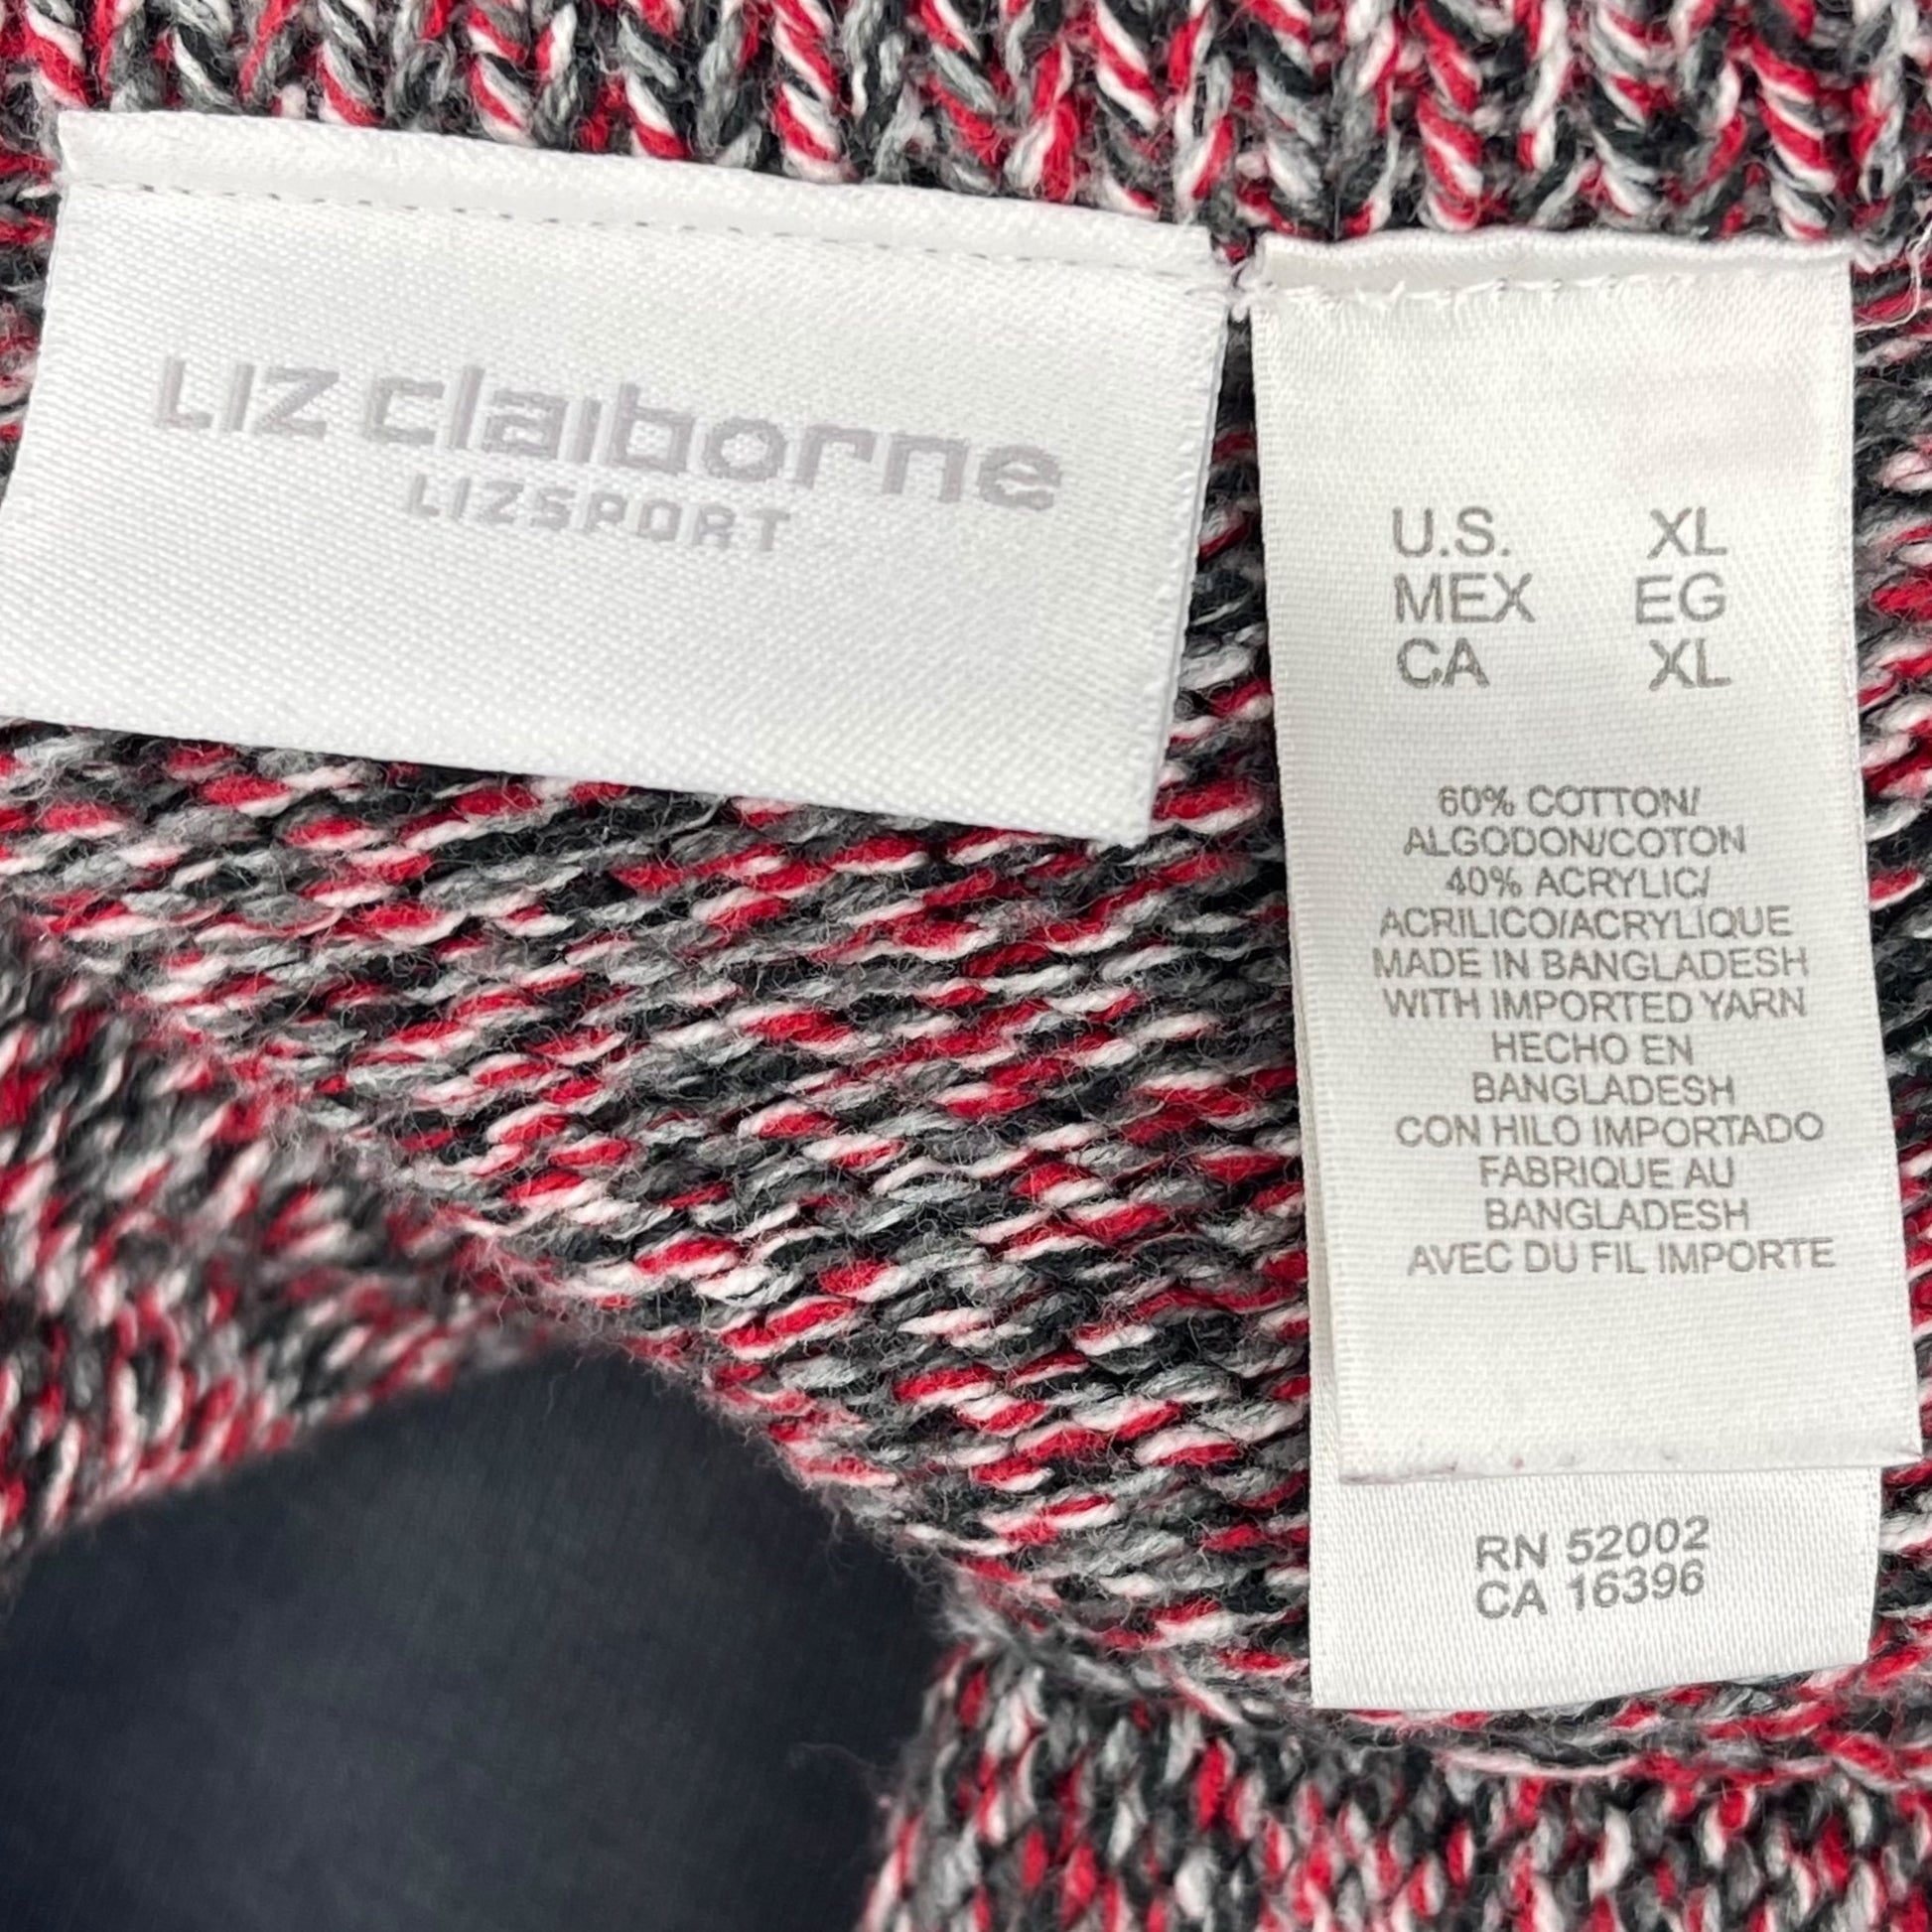 LIZ claiborne
LIZSPORT
U.S. XL
MEX EG
CA XL
60% COTTON/
ALGODON/COTON
40% ACRYLIC/
ACRILICO/ACRYLIQUE
MADE IN BANGLADESH
WITH IMPORTED YARN
HECHO EN
BANGLADESH
CON HILO IMPORTADO
FABRIQUE AU
BANGLADESH
AVEC DU FIL IMPORTE
RN 52002
CA 16396